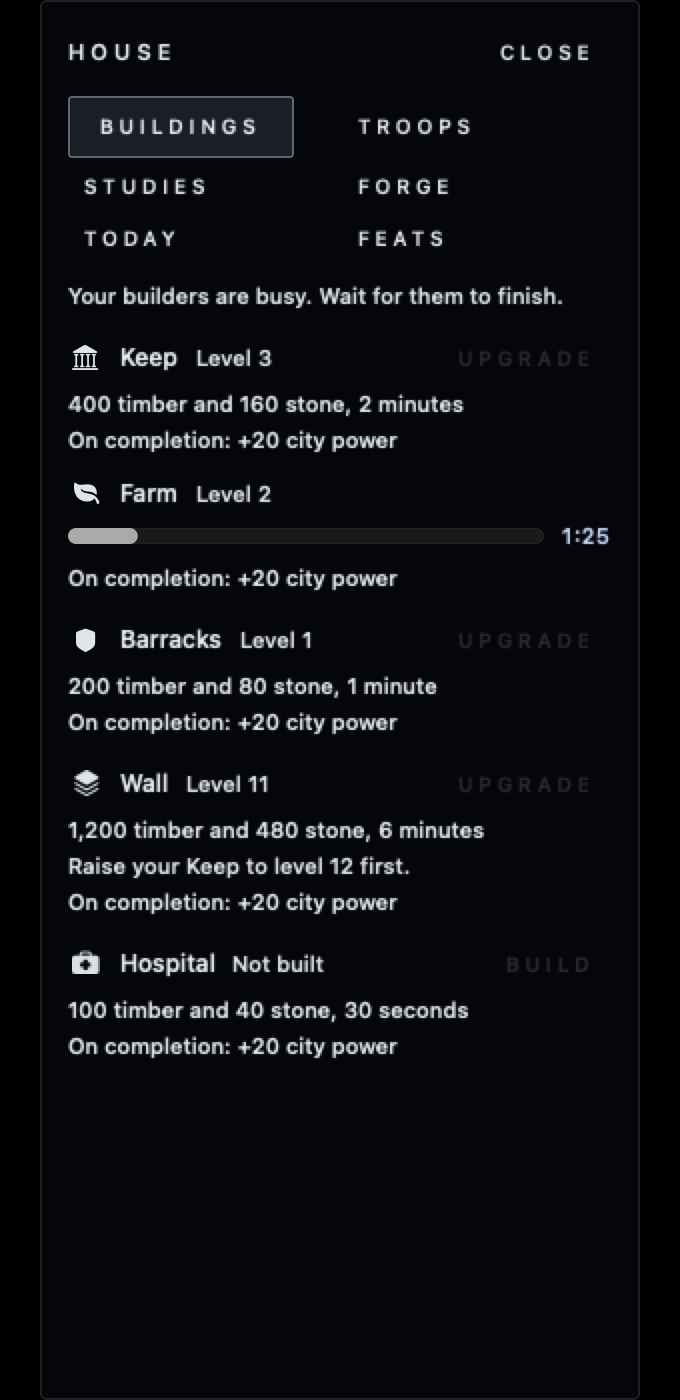 HOUSE CLOSE
BUILDINGS TROOPS
STUDIES FORGE
TODAY FEATS
Your builders are busy. Wait for them to finish.
Keep Level 3 UPGRADE
400 timber and 160 stone, 2 minutes
On completion: +20 city power
Farm Level 2
1:25
On completion: +20 city power
Barracks Level 1 UPGRADE
200 timber and 80 stone, 1 minute
On completion: +20 city power
Wall Level 11 UPGRADE
1,200 timber and 480 stone, 6 minutes
Raise your Keep to level 12 first.
On completion: +20 city power
Hospital Not built BUILD
100 timber and 40 stone, 30 seconds
On completion: +20 city power